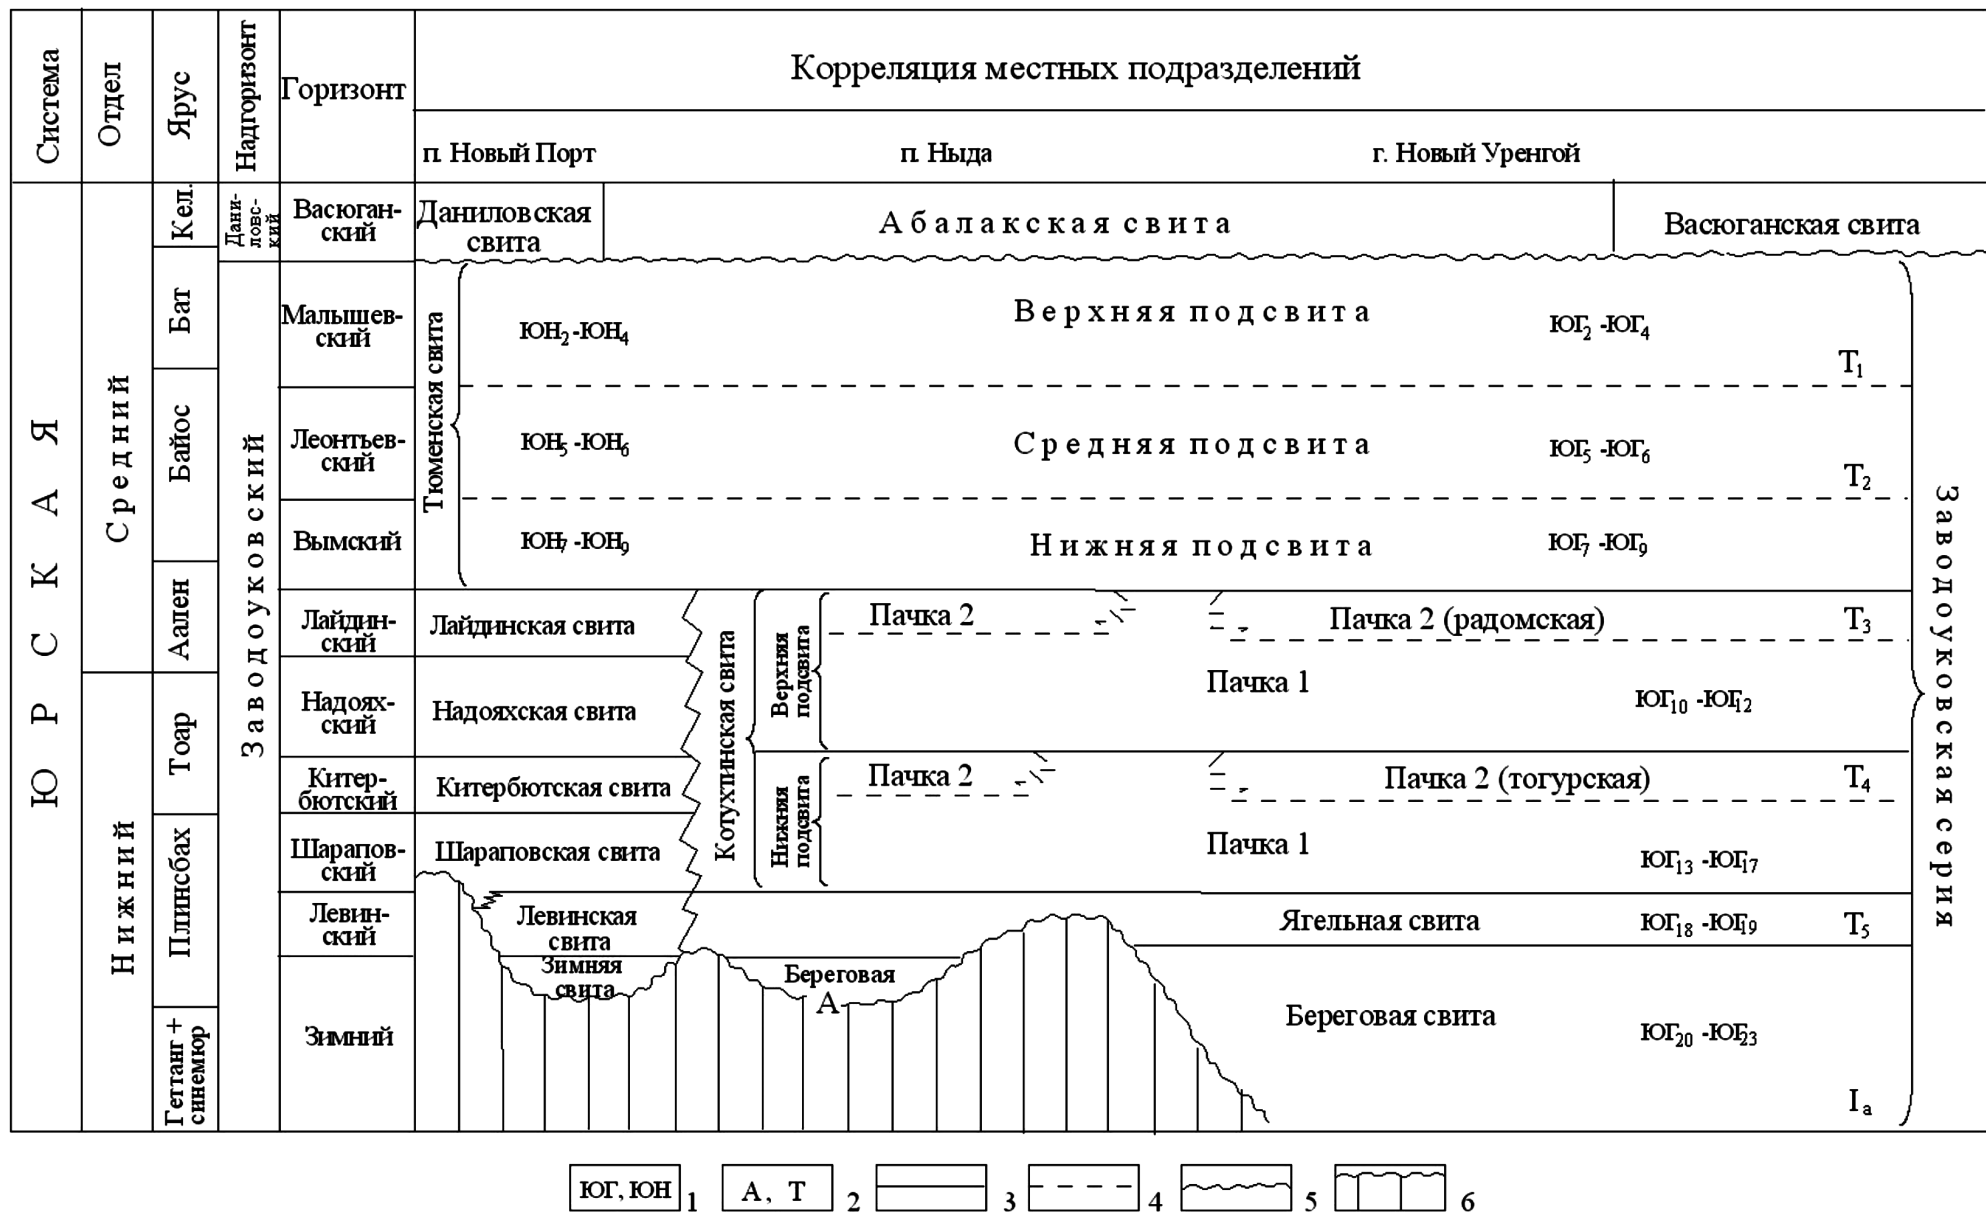 Система
Отдел
Ярус
Надгоризонт
Горизонт
Корреляция местных подразделений
п. Новый Порт
п. Ныда
г. Новый Уренгой
ЮРСКАЯ
Средний
Нижний
Кел.
Бат
Байос
Аален
Тоар
Плинсбах
Геттанг +
синемюр
Дани-
ловс-
кий
Заводоуковский
Васюган-
ский
Малышев-
ский
Леонтьев-
ский
Вымский
Лайдин-
ский
Надоях-
ский
Китер-
бютский
Шарапов-
ский
Левин-
ский
Зимний
Даниловская
свита
Абалакская свита
Васюганская свита
Тюменская свита
ЮН2-ЮН4
Верхняя подсвита
ЮГ2 -ЮГ4
Т1
ЮН5 -ЮН6
Средняя подсвита
ЮГ5 -ЮГ6
Т2
ЮН7 -ЮН9
Нижняя подсвита
ЮГ7 -ЮГ9
Лайдинская свита
Надояхская свита
Китербютская свита
Шараповская свита
Левинская
свита
Зимняя
свита
Котухтинская свита
Верхняя
подсвита
Нижняя
подсвита
Пачка 2
Пачка 2 (радомская)
Т3
Пачка 1
ЮГ10 -ЮГ12
Пачка 2
Пачка 2 (тогурская)
Т4
Пачка 1
ЮГ13 -ЮГ17
Ягельная свита
ЮГ18 -ЮГ19
Т5
Береговая
А
Береговая свита
ЮГ20 -ЮГ23
Iа
Заводоуковская серия
ЮГ, ЮН 1
А, Т 2
3
4
5
6